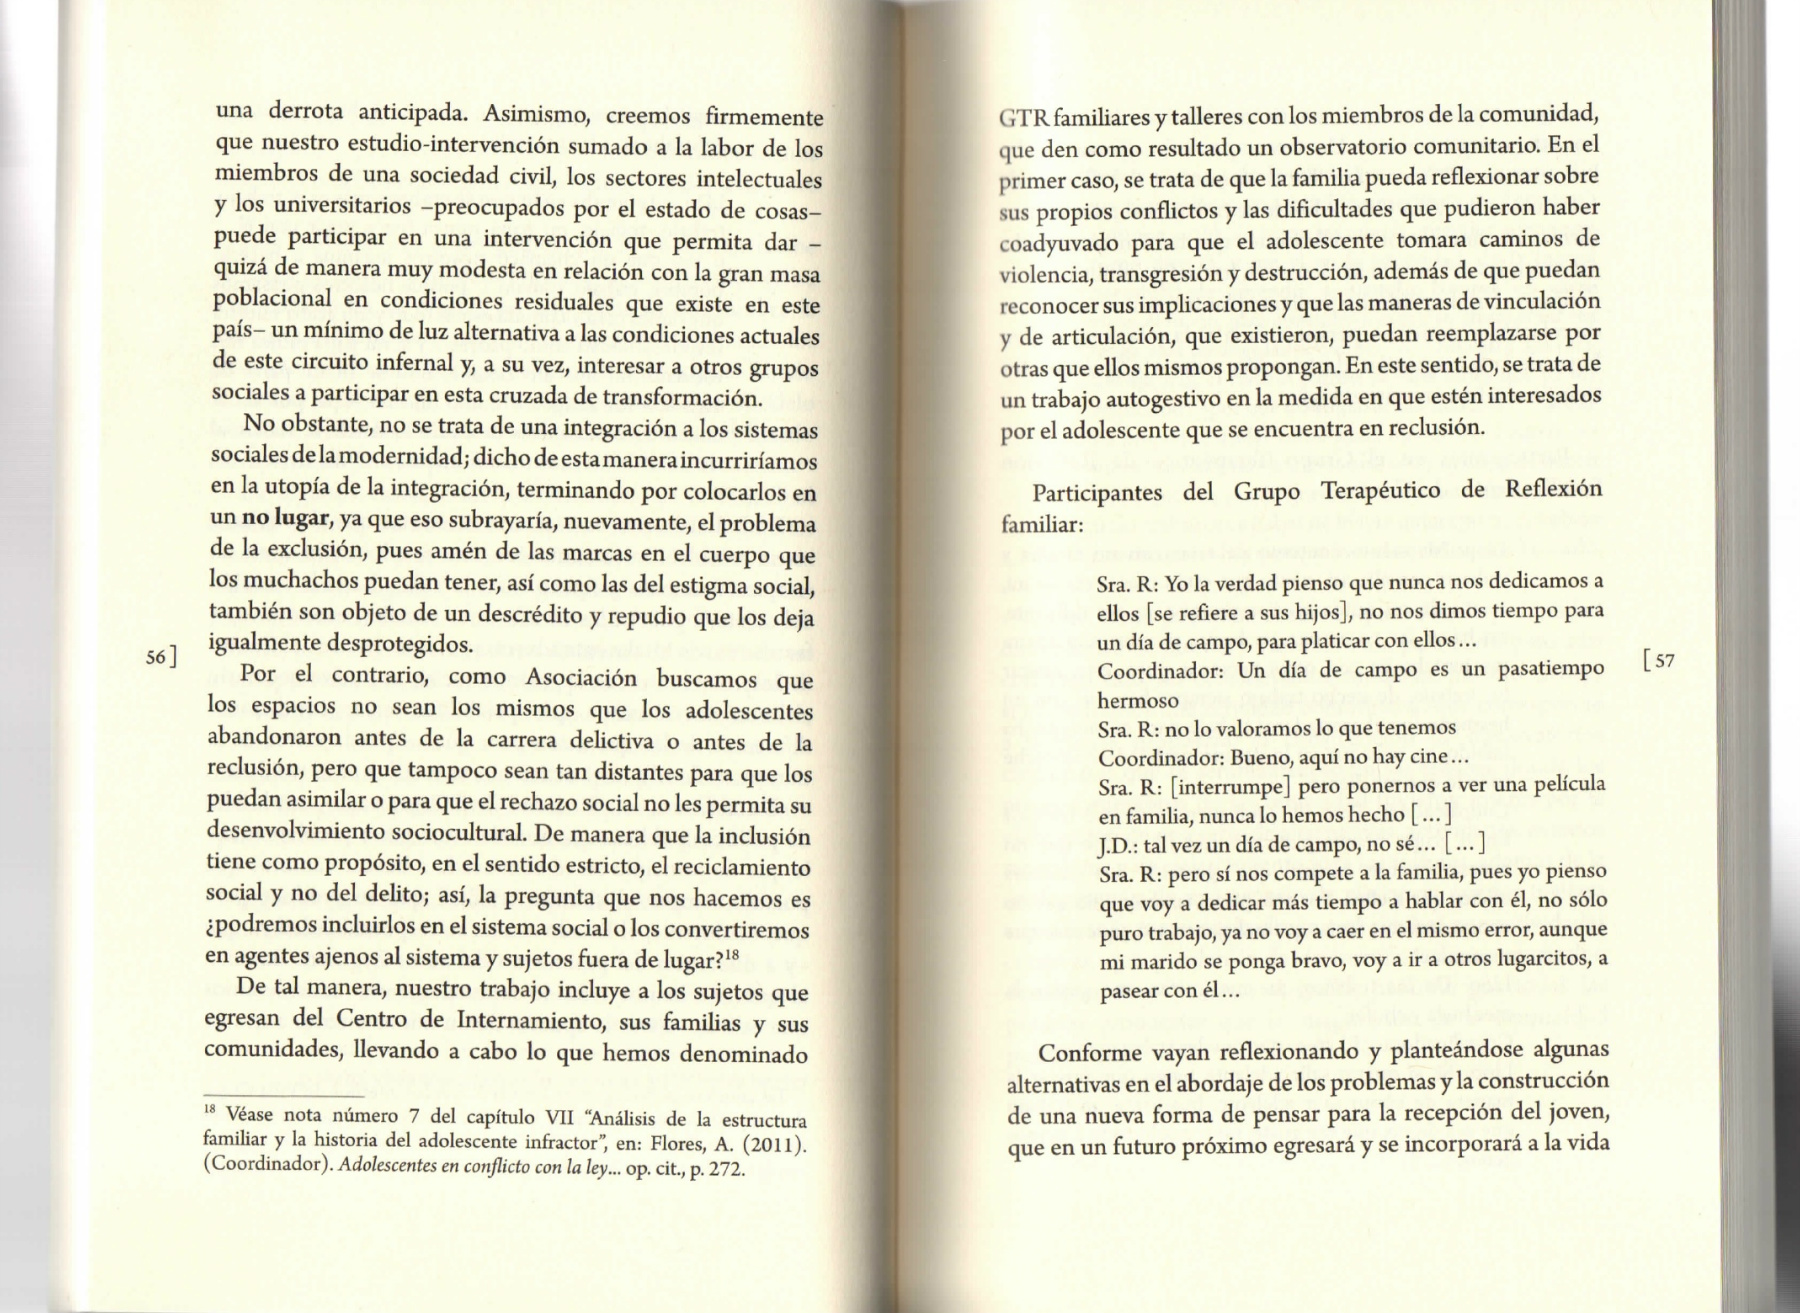 una derrota anticipada. Asimismo, creemos firmemente
que nuestro estudio-intervención sumado a la labor de los
miembros de una sociedad civil, los sectores intelectuales
y los universitarios –preocupados por el estado de cosas–
puede participar en una intervención que permita dar –
quizá de manera muy modesta en relación con la gran masa
poblacional en condiciones residuales que existe en este
país– un mínimo de luz alternativa a las condiciones actuales
de este circuito infernal y, a su vez, interesar a otros grupos
sociales a participar en esta cruzada de transformación.
No obstante, no se trata de una integración a los sistemas
sociales de la modernidad; dicho de esta manera incurriríamos
en la utopía de la integración, terminando por colocarlos en
un no lugar, ya que eso subrayaría, nuevamente, el problema
de la exclusión, pues amén de las marcas en el cuerpo que
los muchachos puedan tener, así como las del estigma social,
también son objeto de un descrédito y repudio que los deja
igualmente desprotegidos.
56]
Por el contrario, como Asociación buscamos que
los espacios no sean los mismos que los adolescentes
abandonaron antes de la carrera delictiva o antes de la
reclusión, pero que tampoco sean tan distantes para que los
puedan asimilar o para que el rechazo social no les permita su
desenvolvimiento sociocultural. De manera que la inclusión
tiene como propósito, en el sentido estricto, el reciclamiento
social y no del delito; así, la pregunta que nos hacemos es
¿podremos incluirlos en el sistema social o los convertiremos
en agentes ajenos al sistema y sujetos fuera de lugar?¹⁸
De tal manera, nuestro trabajo incluye a los sujetos que
egresan del Centro de Internamiento, sus familias y sus
comunidades, llevando a cabo lo que hemos denominado
¹⁸ Véase nota número 7 del capítulo VII “Análisis de la estructura
familiar y la historia del adolescente infractor”, en: Flores, A. (2011).
(Coordinador). Adolescentes en conflicto con la ley... op. cit., p. 272.
GTR familiares y talleres con los miembros de la comunidad,
que den como resultado un observatorio comunitario. En el
primer caso, se trata de que la familia pueda reflexionar sobre
sus propios conflictos y las dificultades que pudieron haber
coadyuvado para que el adolescente tomara caminos de
violencia, transgresión y destrucción, además de que puedan
reconocer sus implicaciones y que las maneras de vinculación
y de articulación, que existieron, puedan reemplazarse por
otras que ellos mismos propongan. En este sentido, se trata de
un trabajo autogestivo en la medida en que estén interesados
por el adolescente que se encuentra en reclusión.
Participantes del Grupo Terapéutico de Reflexión
familiar:
Sra. R: Yo la verdad pienso que nunca nos dedicamos a
ellos [se refiere a sus hijos], no nos dimos tiempo para
un día de campo, para platicar con ellos...
Coordinador: Un día de campo es un pasatiempo
hermoso
[57
Sra. R: no lo valoramos lo que tenemos
Coordinador: Bueno, aquí no hay cine...
Sra. R: [interrumpe] pero ponernos a ver una película
en familia, nunca lo hemos hecho [...]
J.D.: tal vez un día de campo, no sé... [...]
Sra. R: pero sí nos compete a la familia, pues yo pienso
que voy a dedicar más tiempo a hablar con él, no sólo
puro trabajo, ya no voy a caer en el mismo error, aunque
mi marido se ponga bravo, voy a ir a otros lugarcitos, a
pasear con él...
Conforme vayan reflexionando y planteándose algunas
alternativas en el abordaje de los problemas y la construcción
de una nueva forma de pensar para la recepción del joven,
que en un futuro próximo egresará y se incorporará a la vida